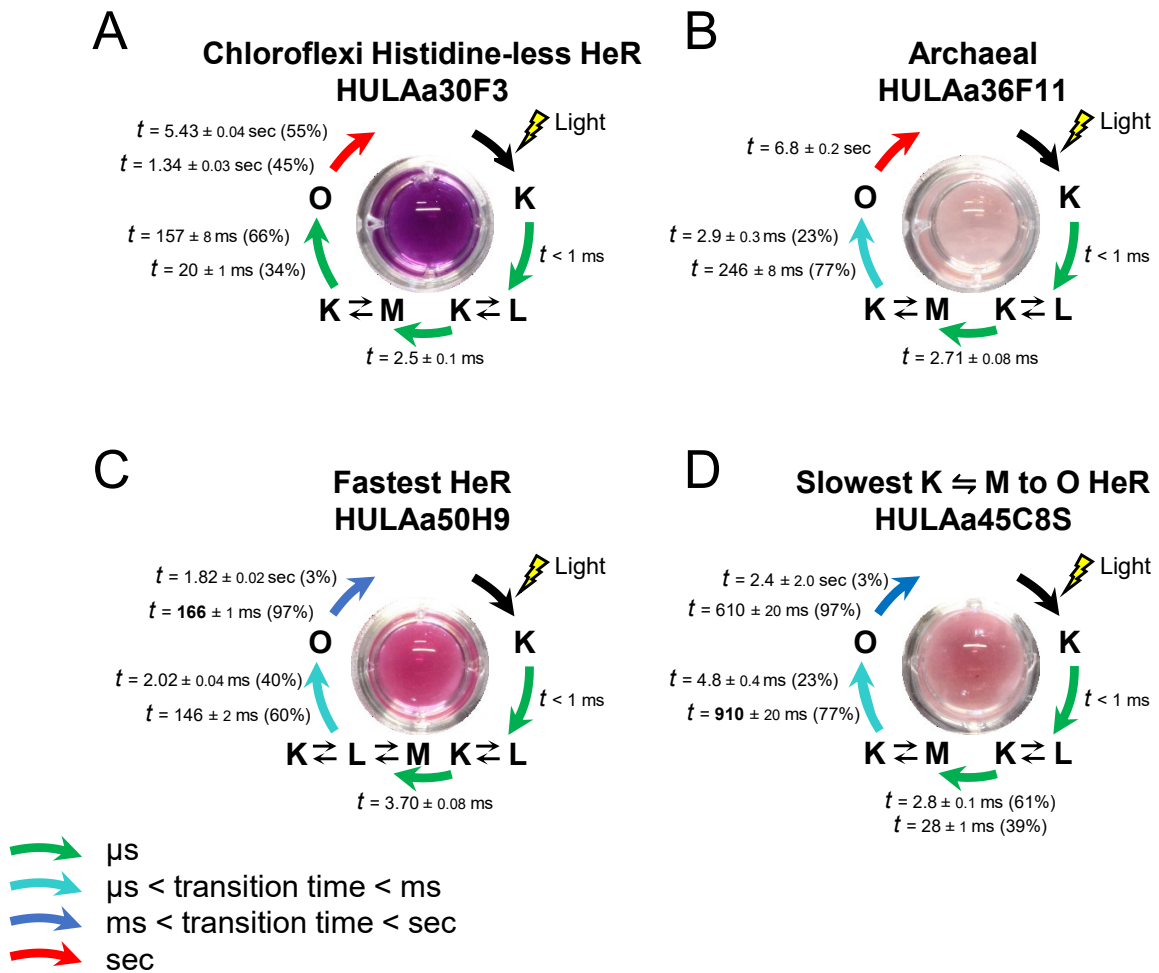 A
Chloroflexi Histidine-less HeR
HULAa30F3
t = 5.43 ± 0.04 sec (55%)
t = 1.34 ± 0.03 sec (45%)
Light
O
K
t = 157 ± 8 ms (66%)
t = 20 ± 1 ms (34%)
t < 1 ms
K ⇄ M K ⇄ L
t = 2.5 ± 0.1 ms
B
Archaeal
HULAa36F11
t = 6.8 ± 0.2 sec
Light
O
K
t = 2.9 ± 0.3 ms (23%)
t = 246 ± 8 ms (77%)
t < 1 ms
K ⇄ M K ⇄ L
t = 2.71 ± 0.08 ms
C
Fastest HeR
HULAa50H9
t = 1.82 ± 0.02 sec (3%)
t = 166 ± 1 ms (97%)
Light
O
K
t = 2.02 ± 0.04 ms (40%)
t = 146 ± 2 ms (60%)
t < 1 ms
K ⇄ L ⇄ M K ⇄ L
t = 3.70 ± 0.08 ms
D
Slowest K ⇋ M to O HeR
HULAa45C8S
t = 2.4 ± 2.0 sec (3%)
t = 610 ± 20 ms (97%)
Light
O
K
t = 4.8 ± 0.4 ms (23%)
t = 910 ± 20 ms (77%)
t < 1 ms
K ⇄ M K ⇄ L
t = 2.8 ± 0.1 ms (61%)
t = 28 ± 1 ms (39%)
µs
µs < transition time < ms
ms < transition time < sec
sec